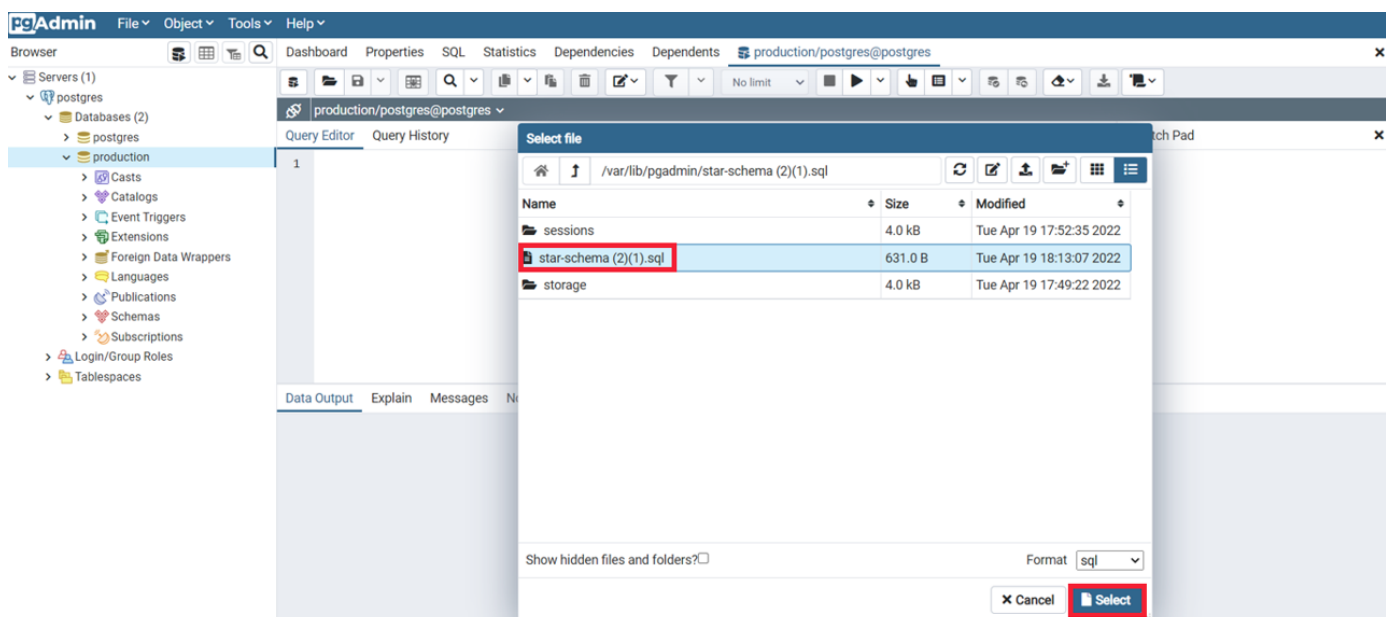 pgAdmin File Object Tools Help
Browser Dashboard Properties SQL Statistics Dependencies Dependents production/postgres@postgres
Servers (1)
No limit
postgres
production/postgres@postgres
Databases (2)
postgres
Query Editor Query History
production
1
Casts
Catalogs
Event Triggers
Extensions
Foreign Data Wrappers
Languages
Publications
Schemas
Subscriptions
Login/Group Roles
Tablespaces
Data Output Explain Messages
tch Pad
Select file
/var/lib/pgadmin/star-schema (2)(1).sql
Name Size Modified
sessions 4.0 kB Tue Apr 19 17:52:35 2022
star-schema (2)(1).sql 631.0 B Tue Apr 19 18:13:07 2022
storage 4.0 kB Tue Apr 19 17:49:22 2022
Show hidden files and folders? Format sql
Cancel Select